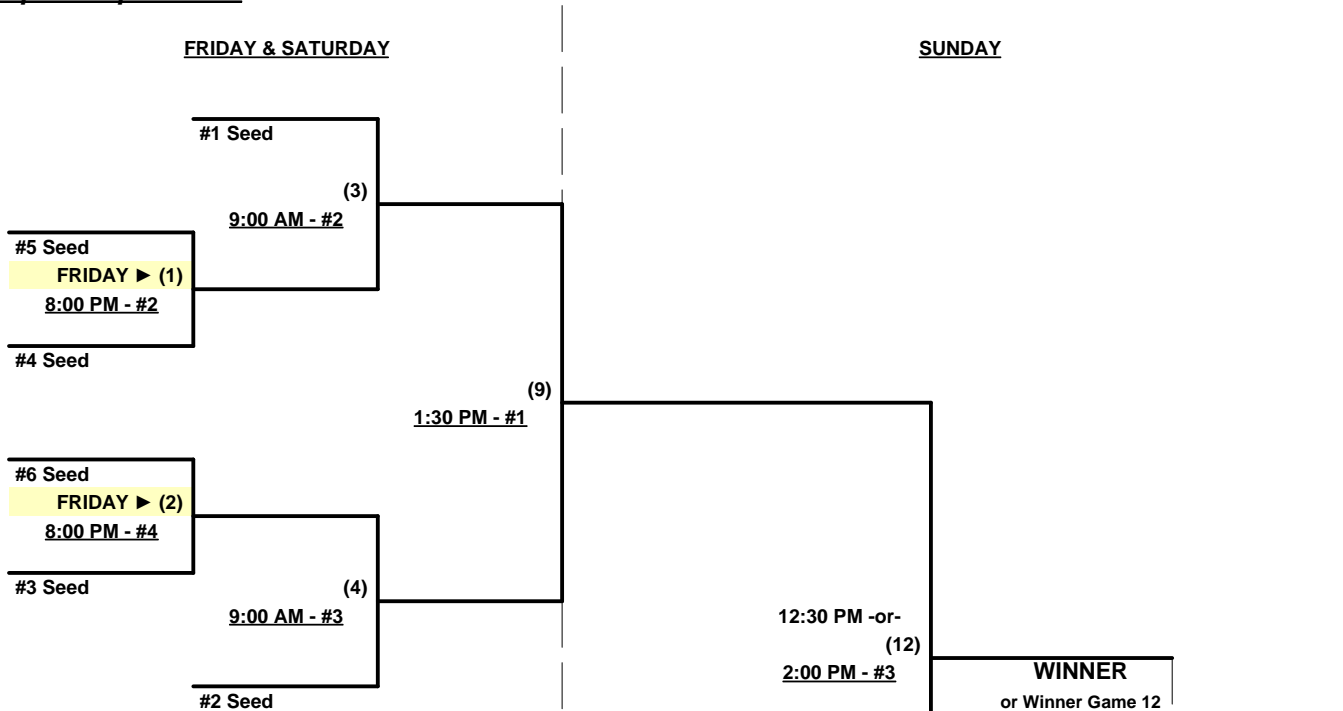 FRIDAY & SATURDAY
SUNDAY
#1 Seed
(3)
9:00 AM - #2
#5 Seed
FRIDAY ► (1)
8:00 PM - #2
#4 Seed
(9)
1:30 PM - #1
#6 Seed
FRIDAY ► (2)
8:00 PM - #4
#3 Seed
(4)
9:00 AM - #3
12:30 PM -or-
(12)
2:00 PM - #3
WINNER
#2 Seed
or Winner Game 12